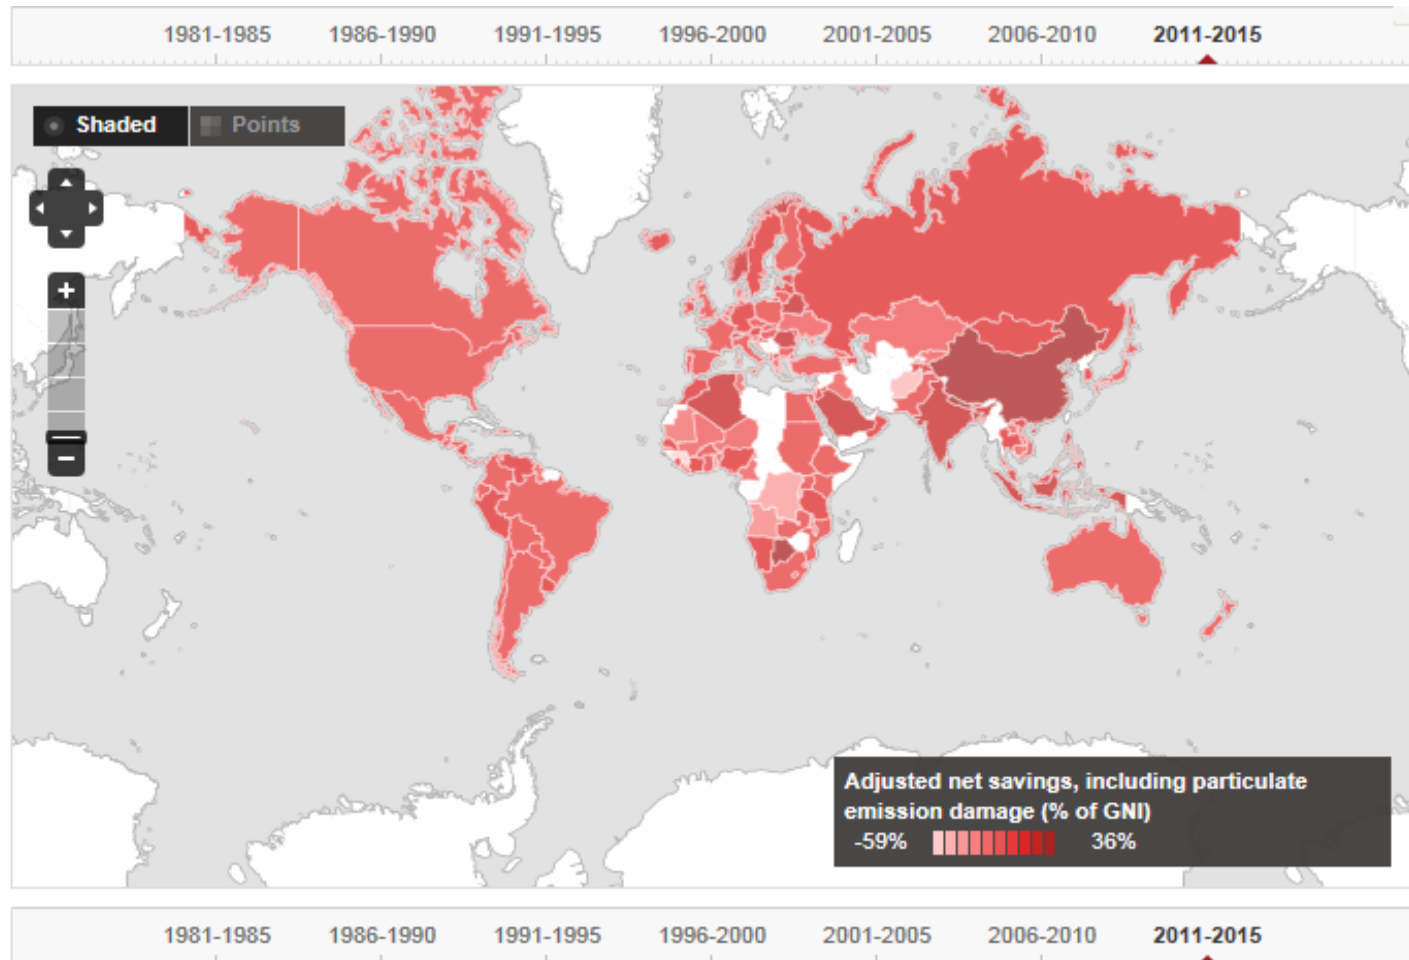 1981-1985 1986-1990 1991-1995 1996-2000 2001-2005 2006-2010 2011-2015
Shaded Points
+
−
Adjusted net savings, including particulate
emission damage (% of GNI)
-59% 36%
1981-1985 1986-1990 1991-1995 1996-2000 2001-2005 2006-2010 2011-2015